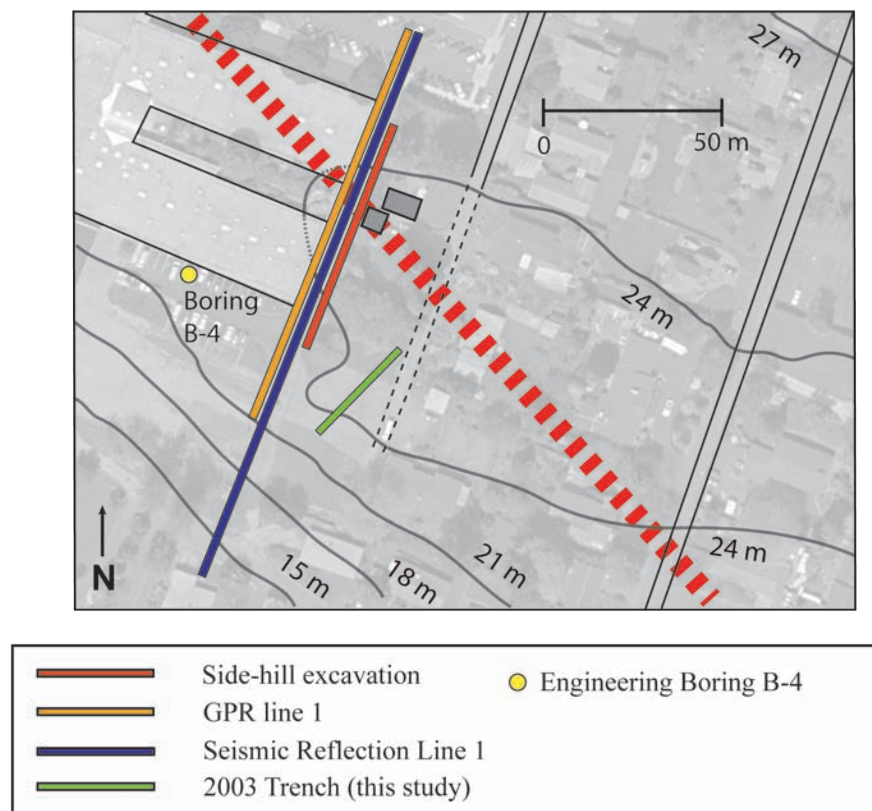 27 m
0
50 m
24 m
Boring
B-4
N
15 m
18 m
21 m
24 m
Side-hill excavation
Engineering Boring B-4
GPR line 1
Seismic Reflection Line 1
2003 Trench (this study)